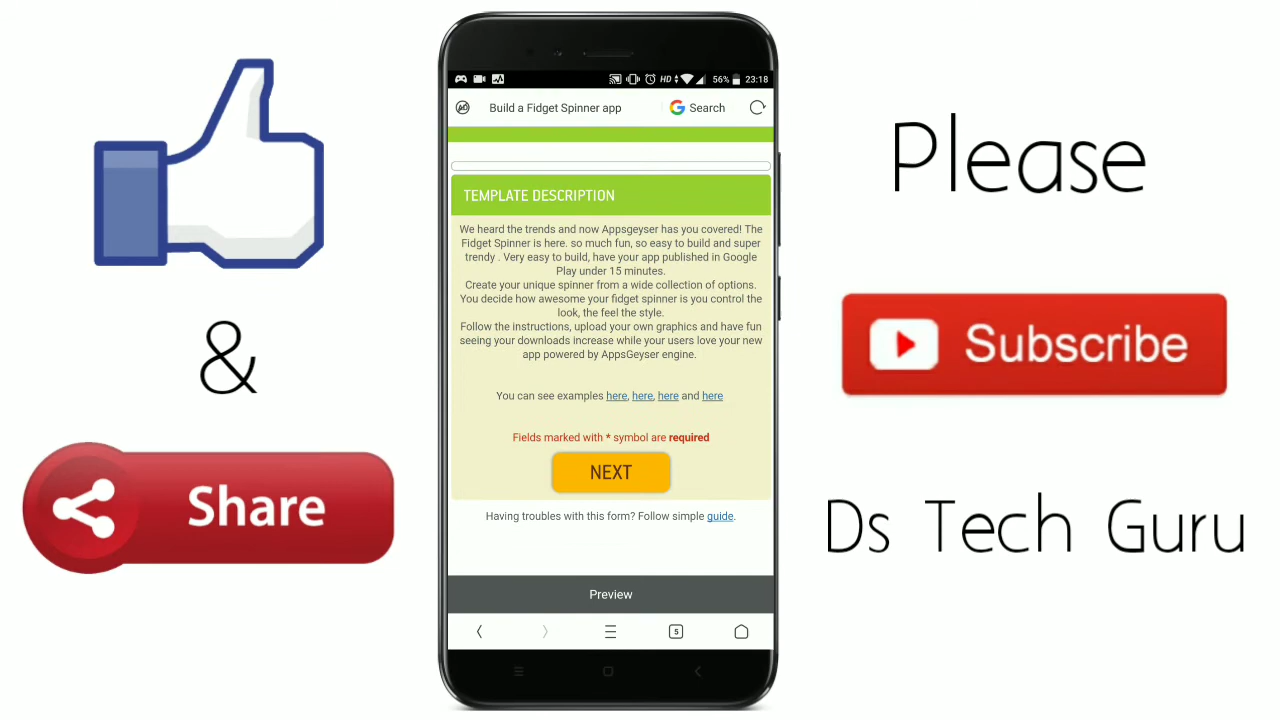 &
Share
HD
56%
23:18
Build a Fidget Spinner app
Search
TEMPLATE DESCRIPTION
We heard the trends and now Appsgeyser has you covered! The
Fidget Spinner is here. so much fun, so easy to build and super
trendy . Very easy to build, have your app published in Google
Play under 15 minutes.
Create your unique spinner from a wide collection of options.
You decide how awesome your fidget spinner is you control the
look, the feel the style.
Follow the instructions, upload your own graphics and have fun
seeing your downloads increase while your users love your new
app powered by AppsGeyser engine.
You can see examples here, here, here and here
Fields marked with * symbol are required
NEXT
Having troubles with this form? Follow simple guide.
Preview
5
Please
Subscribe
Ds Tech Guru